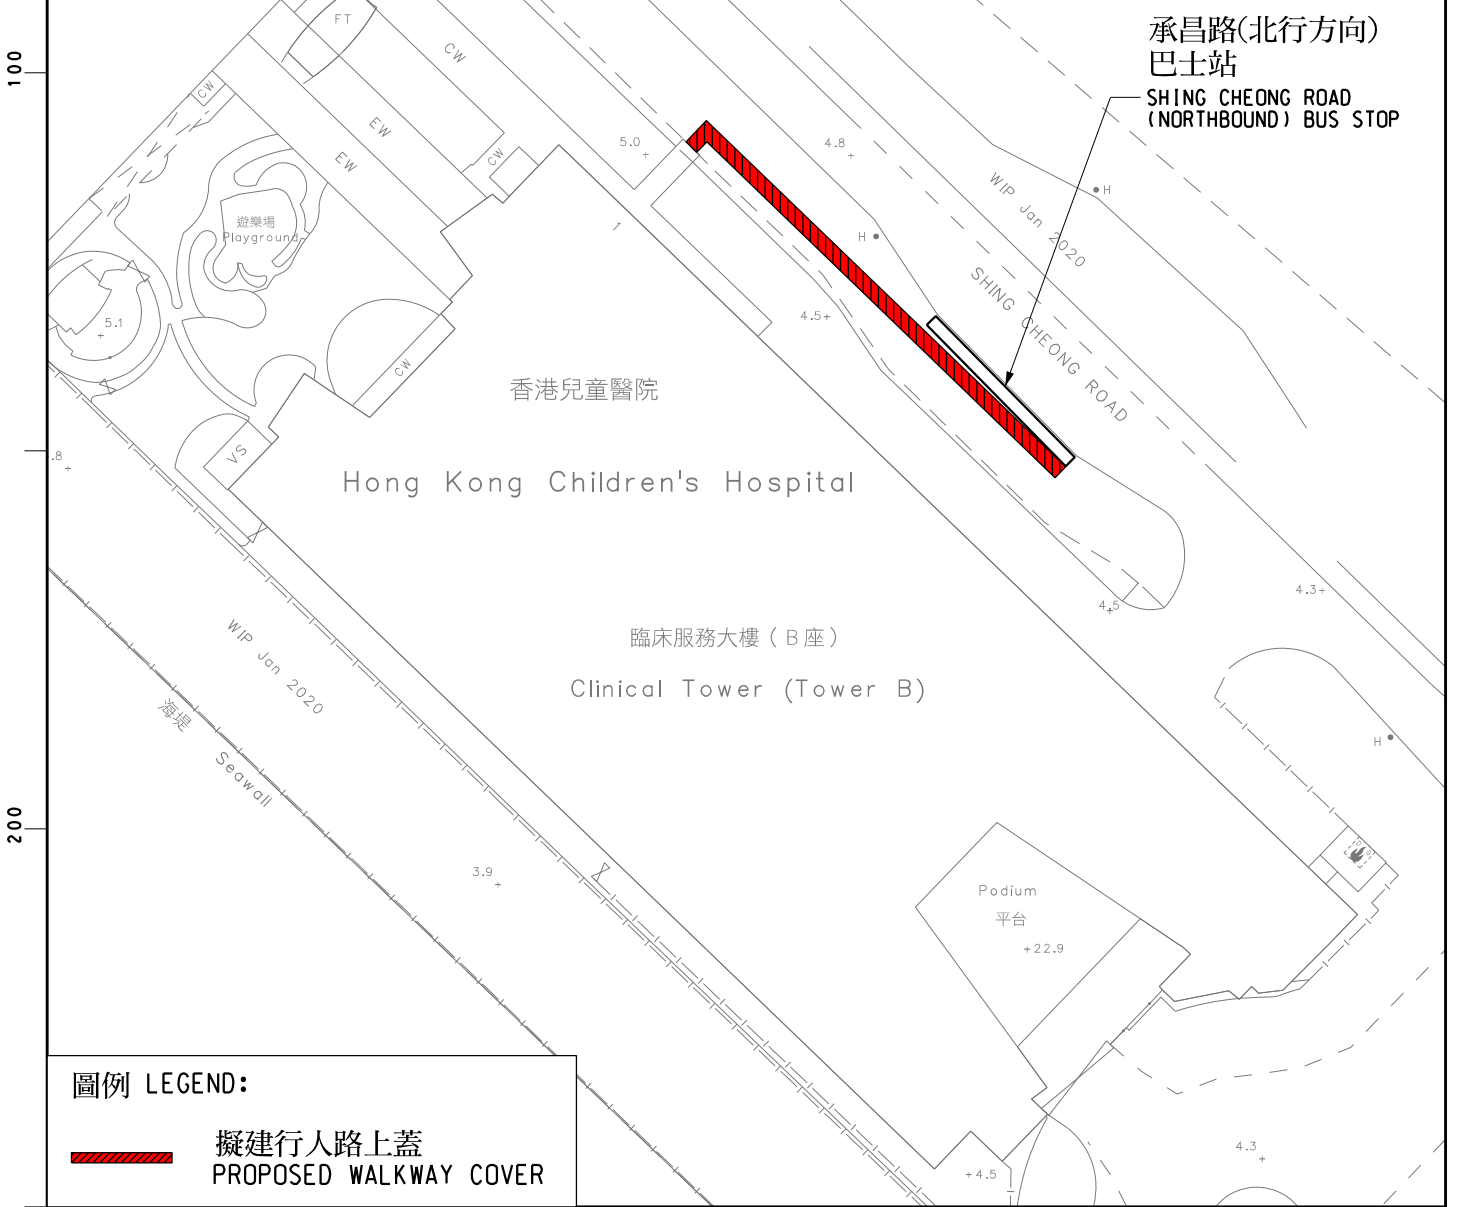 承昌路(北行方向)
巴士站
SHING CHEONG ROAD
(NORTHBOUND) BUS STOP
100
FT
CW
CW
EW
EW
CW
5.0
4.8
WIP Jan 2020
H
H
遊樂場
Playground
1
SHING CHEONG ROAD
5.1
4.5
CW
香港兒童醫院
VS
.8
Hong Kong Children's Hospital
4.3
4.5
WIP Jan 2020
臨床服務大樓（B座）
Clinical Tower (Tower B)
海堤
Seawall
H
200
3.9
Podium
平台
+22.9
圖例 LEGEND:
擬建行人路上蓋
PROPOSED WALKWAY COVER
4.3
+4.5